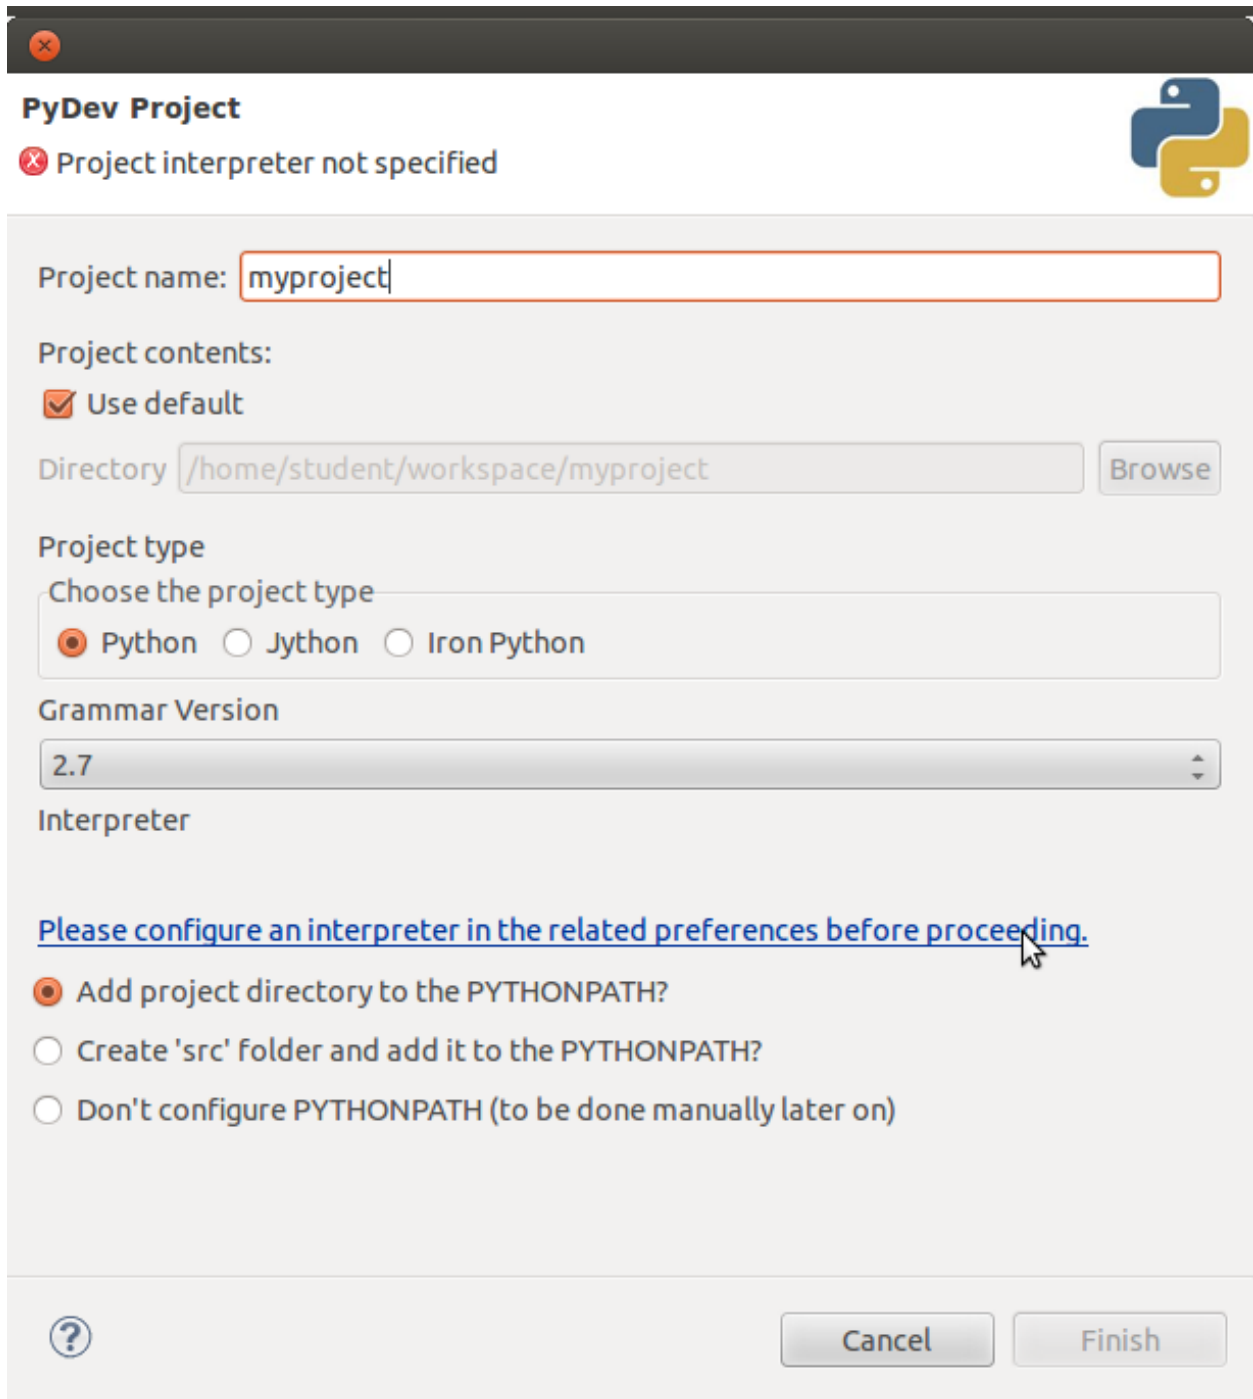 PyDev Project
Project interpreter not specified
Project name: myproject
Project contents:
Use default
Directory /home/student/workspace/myproject Browse
Project type
Choose the project type
Python Jython Iron Python
Grammar Version
2.7
Interpreter
Please configure an interpreter in the related preferences before proceeding.
Add project directory to the PYTHONPATH?
Create 'src' folder and add it to the PYTHONPATH?
Don't configure PYTHONPATH (to be done manually later on)
? Cancel Finish